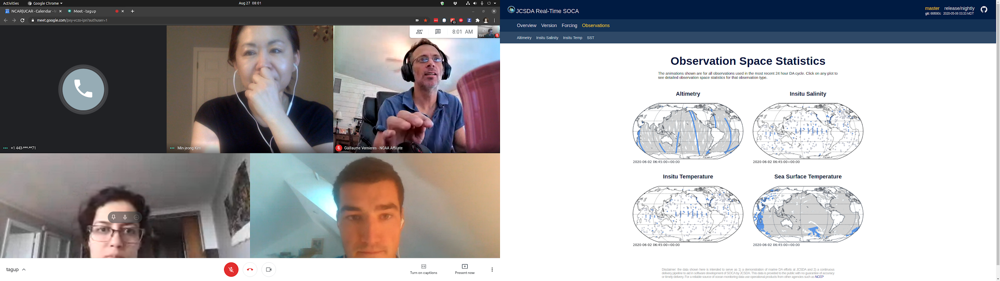 Activities
Google Chrome
Aug 27 08:01
27
NCAR|UCAR - Calendar - W
Meet - tagup
meet.google.com/pxy-vczo-ipn?authuser=1
15
Z
6
8:01 AM
You
+1 443-***-**71
Min-jeong Kim
Guillaume Vernieres - NOAA Affiliate
tagup
CC
Turn on captions
Present now
JCSDA Real-Time SOCA
master release/nightly
git: 66f890c 2020-05-06 03:33 MDT
Overview Version Forcing Observations
Altimetry Insitu Salinity Insitu Temp SST
Observation Space Statistics
The animations shown are for all observations used in the most recent 24 hour DA cycle. Click on any plot to
see detailed observation space statistics for that observation type.
Altimetry
Insitu Salinity
2020-06-02 06:45:00+00:00
2020-06-02 06:45:00+00:00
Insitu Temperature
Sea Surface Temperature
2020-06-02 06:45:00+00:00
2020-06-02 06:45:00+00:00
Disclaimer: the data shown here is intended to serve as 1) a demonstration of marine DA efforts at JCSDA and 2) a continuous
delivery pipeline to aid in software development of SOCA by JCSDA. This data is provided to the public with no guarantee of accuracy
or timely delivery. For a reliable source of ocean monitoring data use operational products from other agencies such as NCEP